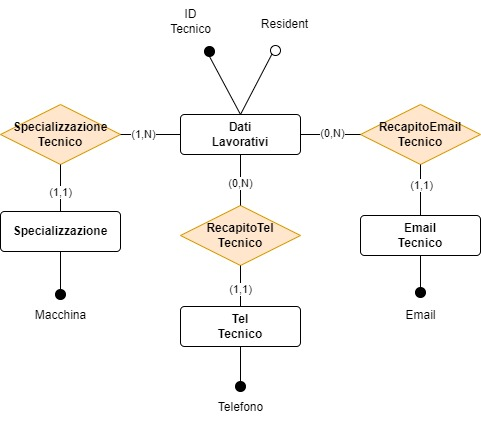 ID
Tecnico
Resident
Specializzazione
Tecnico
(1,N)
Dati
Lavorativi
(0,N)
RecapitoEmail
Tecnico
(1,1)
(0,N)
(1,1)
Specializzazione
RecapitoTel
Tecnico
Email
Tecnico
(1,1)
Macchina
Tel
Tecnico
Email
Telefono